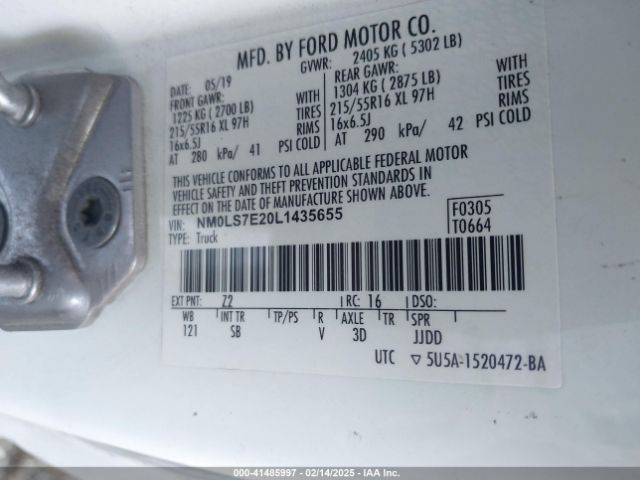 MFD. BY FORD MOTOR CO.
DATE: 05/19 GVWR: 2405 KG ( 5302 LB)
FRONT GAWR: REAR GAWR: WITH
1225 KG ( 2700 LB) WITH 1304 KG ( 2875 LB) TIRES
215/55R16 XL 97H TIRES 215/55R16 XL 97H RIMS
16x6.5J RIMS 16x6.5J
AT 280 kPa/ 41 PSI COLD AT 290 kPa/ 42 PSI COLD
THIS VEHICLE CONFORMS TO ALL APPLICABLE FEDERAL MOTOR
VEHICLE SAFETY AND THEFT PREVENTION STANDARDS IN
EFFECT ON THE DATE OF MANUFACTURE SHOWN ABOVE.
VIN: NM0LS7E20L1435655 F0305
TYPE: Truck T0664
EXT PNT: Z2 RC: 16 DSO:
WB INT TR TP/PS R AXLE TR SPR
121 SB V 3D JJDD
UTC ▽ 5U5A-1520472-BA
000-41485997 - 02/14/2025 - IAA Inc.